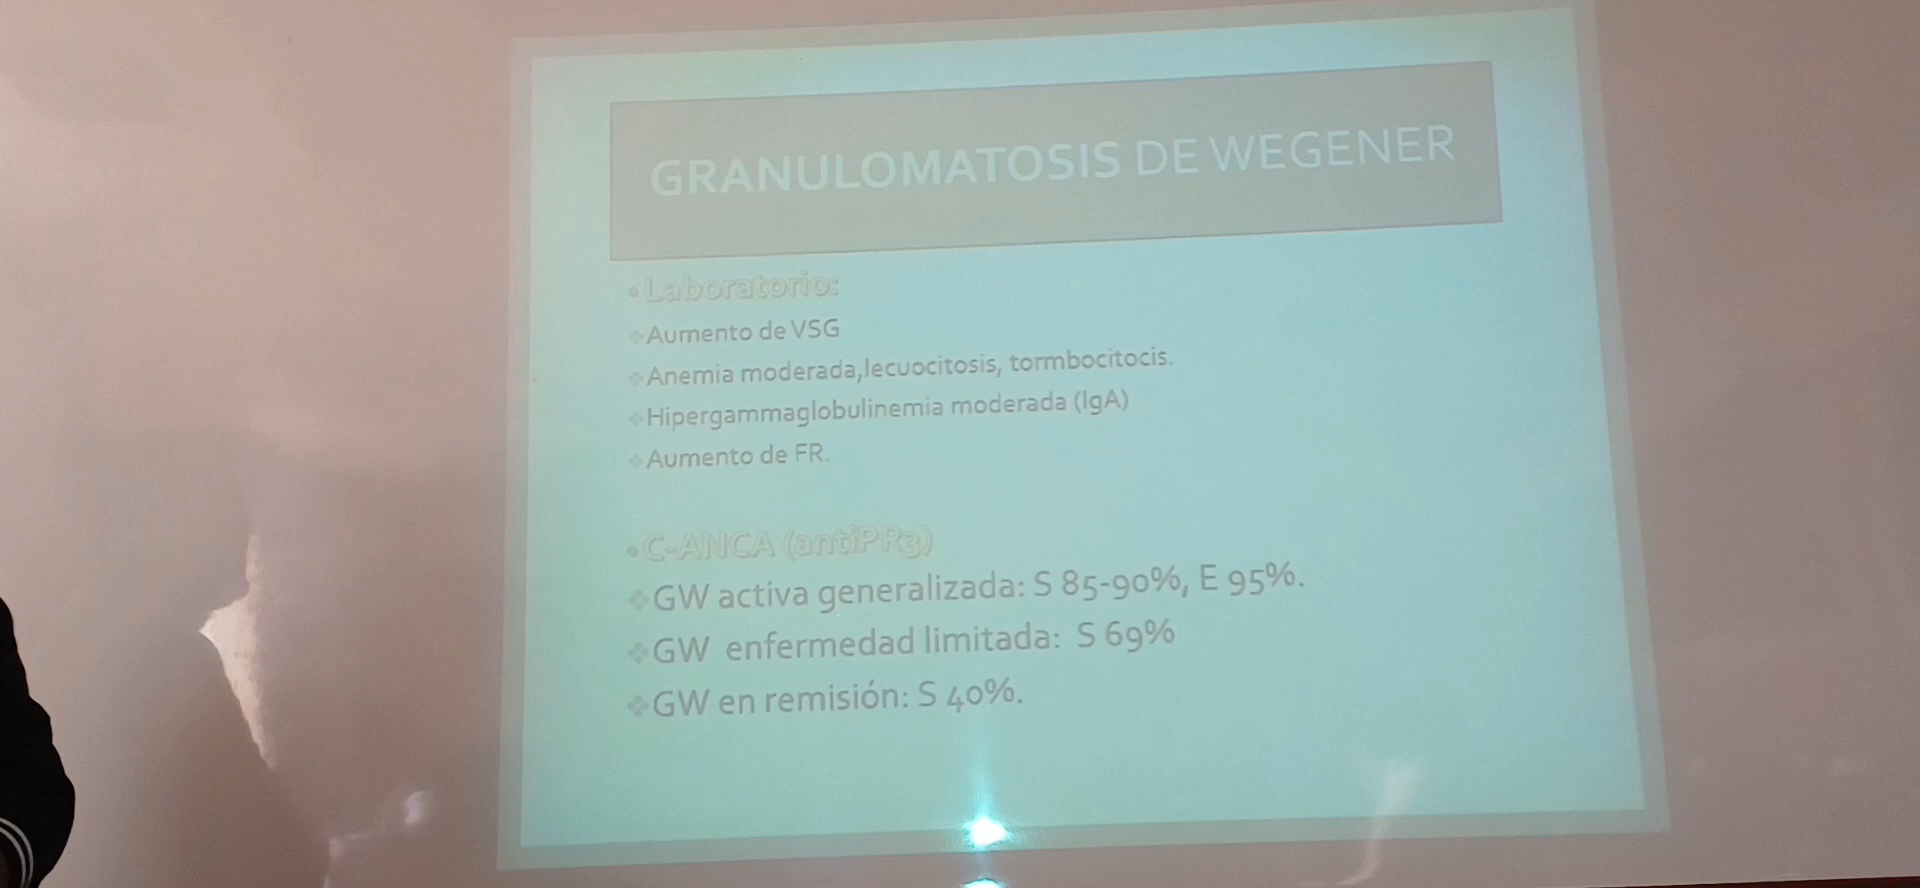 GRANULOMATOSIS DE WEGENER
• Laboratorio:
❖ Aumento de VSG
❖ Anemia moderada,lecuocitosis, tormbocitocis.
❖ Hipergammaglobulinemia moderada (IgA)
❖ Aumento de FR.
• C-ANCA (antiPR3)
❖ GW activa generalizada: S 85-90%, E 95%.
❖ GW enfermedad limitada: S 69%
❖ GW en remisión: S 40%.